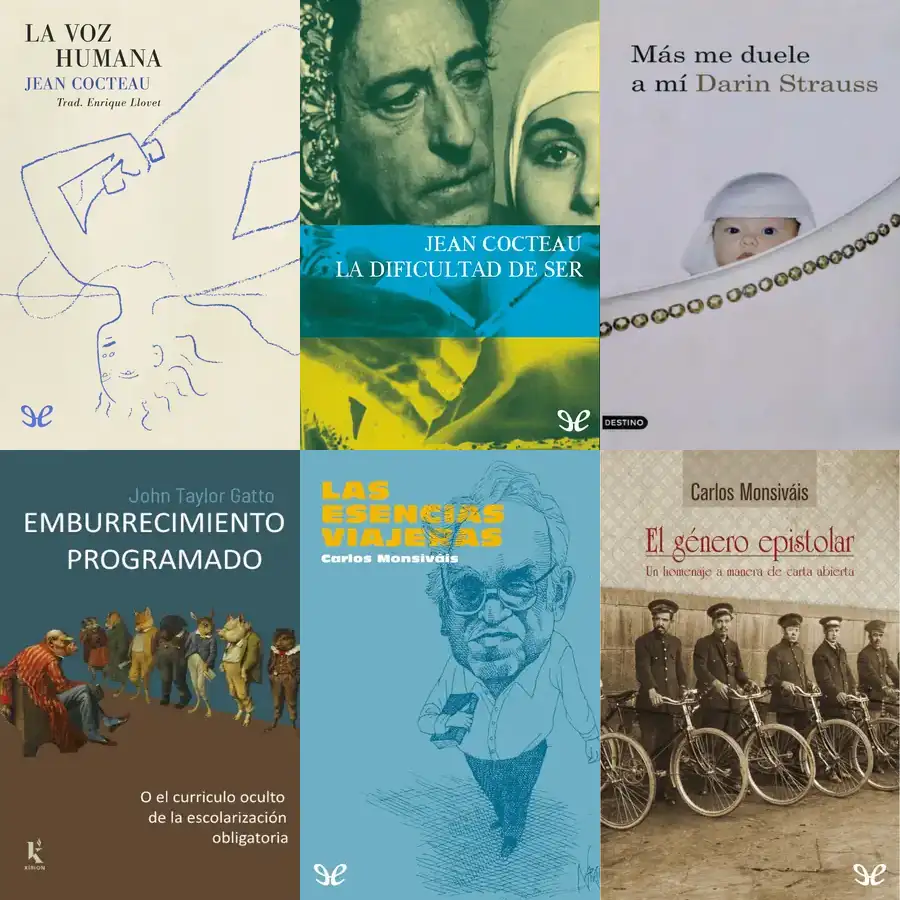 LA VOZ
HUMANA
JEAN COCTEAU
Trad. Enrique Llovet
JEAN COCTEAU
LA DIFICULTAD DE SER
Más me duele
a mí Darin Strauss
DESTINO
John Taylor Gatto
EMBURRECIMIENTO
PROGRAMADO
O el curriculo oculto
de la escolarización
obligatoria
KIRION
LAS
ESENCIAS
VIAJERAS
Carlos Monsiváis
Carlos Monsiváis
El género epistolar
Un homenaje a manera de carta abierta